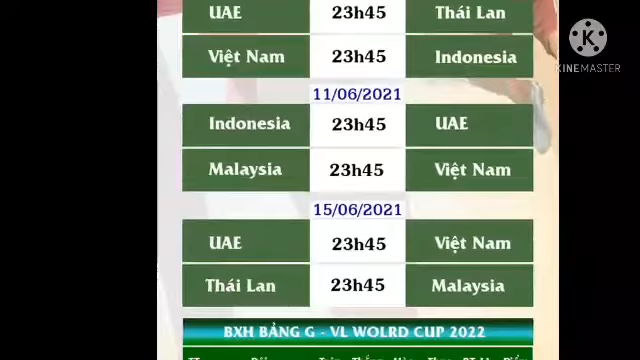 UAE 23h45 Thái Lan
Việt Nam 23h45 Indonesia
KINEMASTER
11/06/2021
Indonesia 23h45 UAE
Malaysia 23h45 Việt Nam
15/06/2021
UAE 23h45 Việt Nam
Thái Lan 23h45 Malaysia
BXH BẢNG G - VL WOLRD CUP 2022